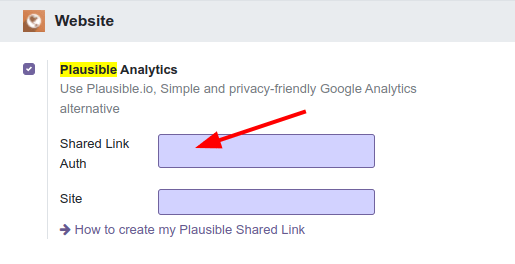 Website
Plausible Analytics
Use Plausible.io, Simple and privacy-friendly Google Analytics
alternative
Shared Link
Auth
Site
How to create my Plausible Shared Link